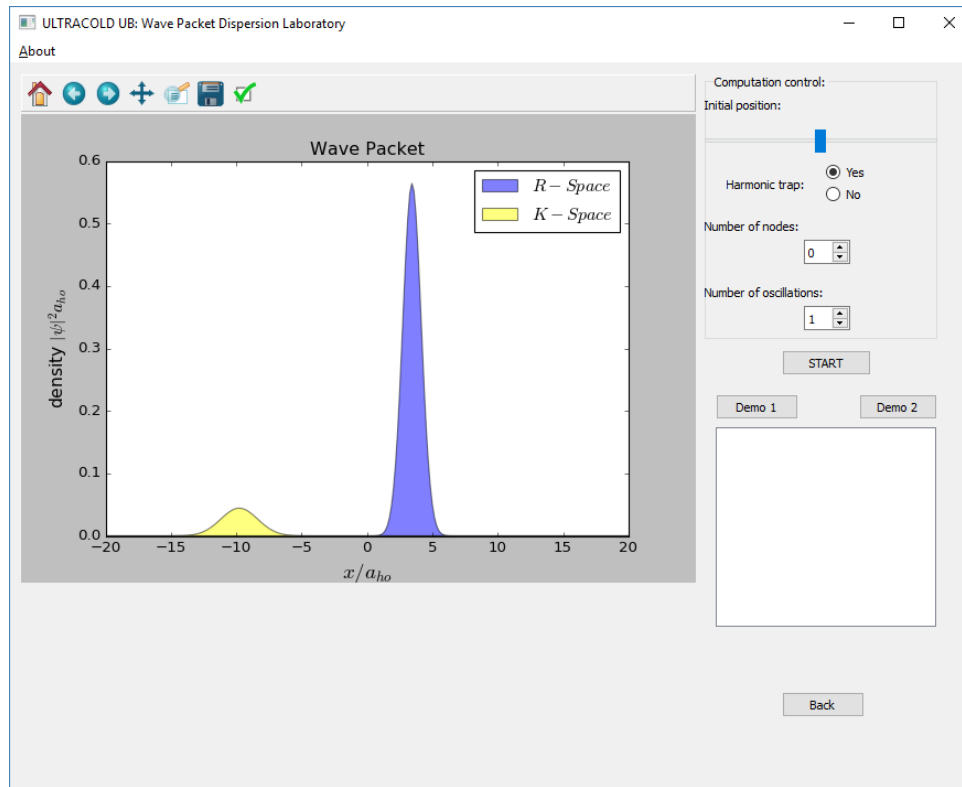 ULTRACOLD UB: Wave Packet Dispersion Laboratory
About
Wave Packet
0.6
0.5
0.4
0.3
0.2
0.1
0.0
density |ψ|²a_ho
R − Space
K − Space
−20 −15 −10 −5 0 5 10 15 20
x/a_ho
Computation control:
Initial position:
Harmonic trap:
Yes
No
Number of nodes:
0
Number of oscillations:
1
START
Demo 1 Demo 2
Back